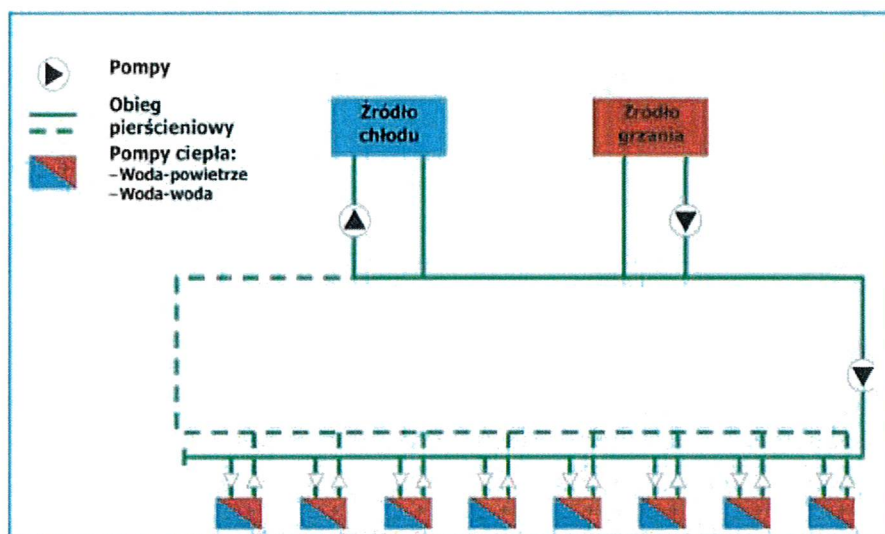 Pompy
Obieg
pierścieniowy
Pompy ciepła:
–Woda-powietrze
–Woda-woda
Źródło
chłodu
Źródło
grzania